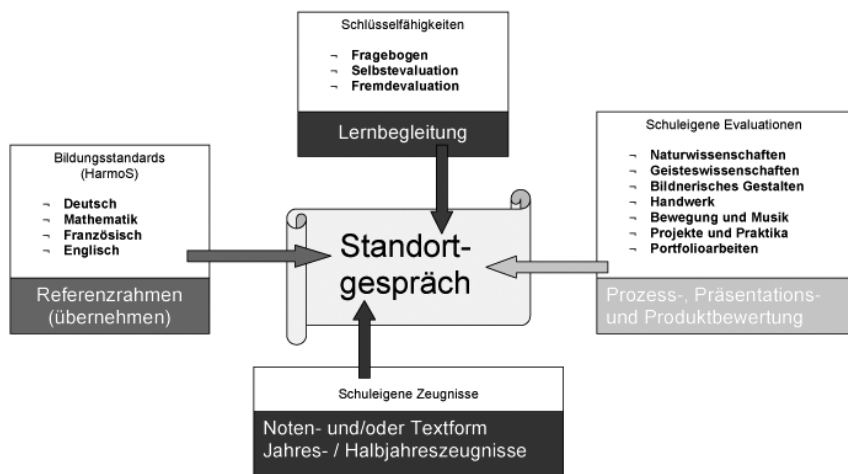 Schlüsselfähigkeiten
¬ Fragebogen
¬ Selbstevaluation
¬ Fremdevaluation
Lernbegleitung
Bildungsstandards
(HarmoS)
¬ Deutsch
¬ Mathematik
¬ Französisch
¬ Englisch
Referenzrahmen
(übernehmen)
Standort-
gespräch
Schuleigene Evaluationen
¬ Naturwissenschaften
¬ Geisteswissenschaften
¬ Bildnerisches Gestalten
¬ Handwerk
¬ Bewegung und Musik
¬ Projekte und Praktika
¬ Portfolioarbeiten
Prozess-, Präsentations-
und Produktbewertung
Schuleigene Zeugnisse
Noten- und/oder Textform
Jahres- / Halbjahreszeugnisse